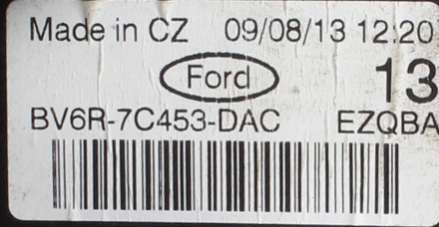 Made in CZ 09/08/13 12:20
Ford 13
BV6R-7C453-DAC EZQBA